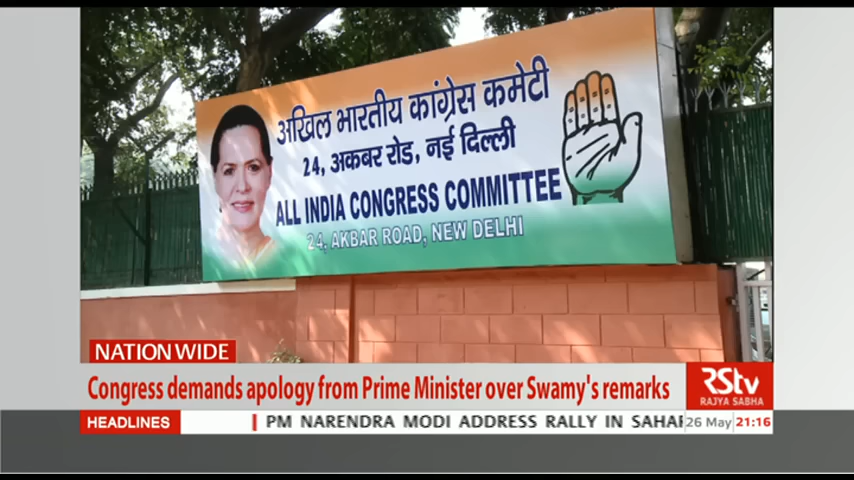 अखिल भारतीय कांग्रेस कमेटी
24, अकबर रोड, नई दिल्ली
ALL INDIA CONGRESS COMMITTEE
24, AKBAR ROAD, NEW DELHI
NATION WIDE
Congress demands apology from Prime Minister over Swamy's remarks
RStv
RAJYA SABHA
HEADLINES
PM NARENDRA MODI ADDRESS RALLY IN
26 May 21:16